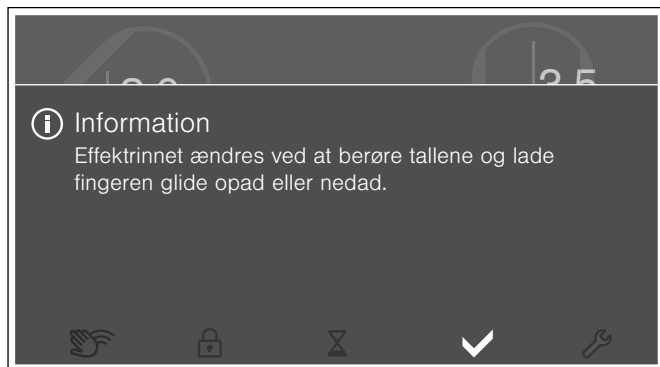 Information
Effektrinnet ændres ved at berøre tallene og lade
fingeren glide opad eller nedad.